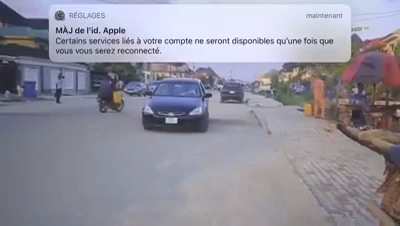 RÉGLAGES maintenant
MÀJ de l'id. Apple
Certains services liés à votre compte ne seront disponibles qu'une fois que
vous vous serez reconnecté.